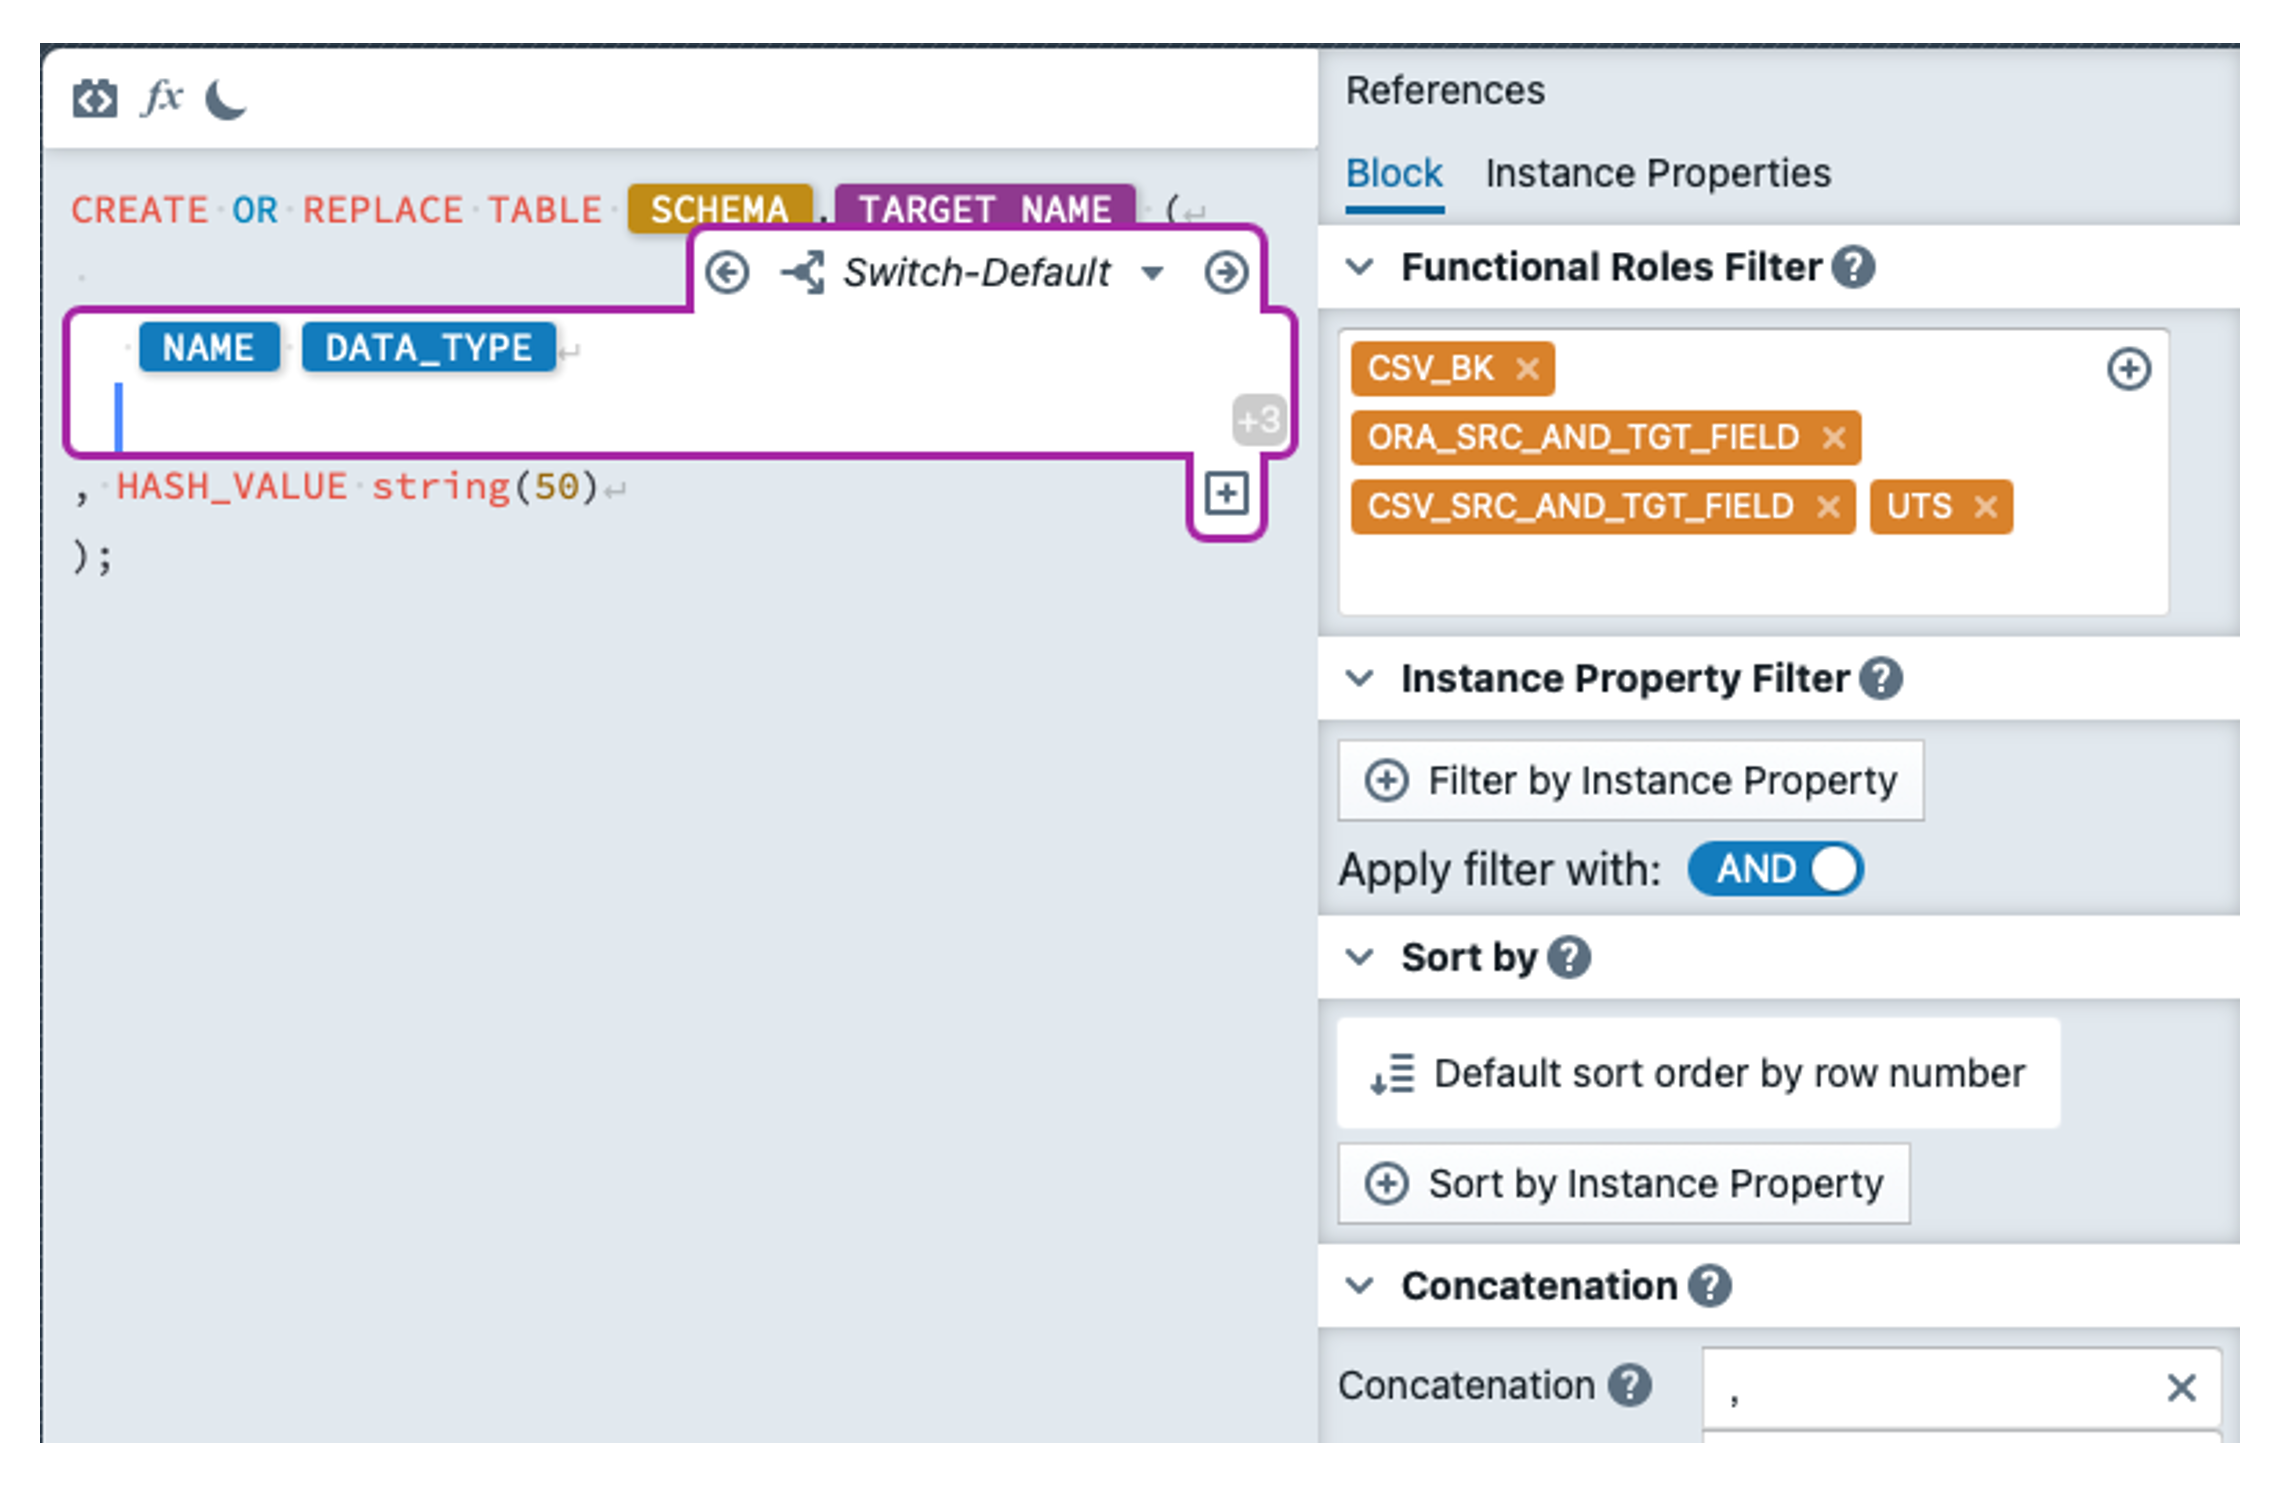 fx
CREATE OR REPLACE TABLE SCHEMA . TARGET NAME (
Switch-Default
NAME DATA_TYPE
+3
, HASH_VALUE string(50)
);
References
Block Instance Properties
Functional Roles Filter ?
CSV_BK ×
ORA_SRC_AND_TGT_FIELD ×
CSV_SRC_AND_TGT_FIELD × UTS ×
Instance Property Filter ?
Filter by Instance Property
Apply filter with: AND
Sort by ?
Default sort order by row number
Sort by Instance Property
Concatenation ?
Concatenation ? ,